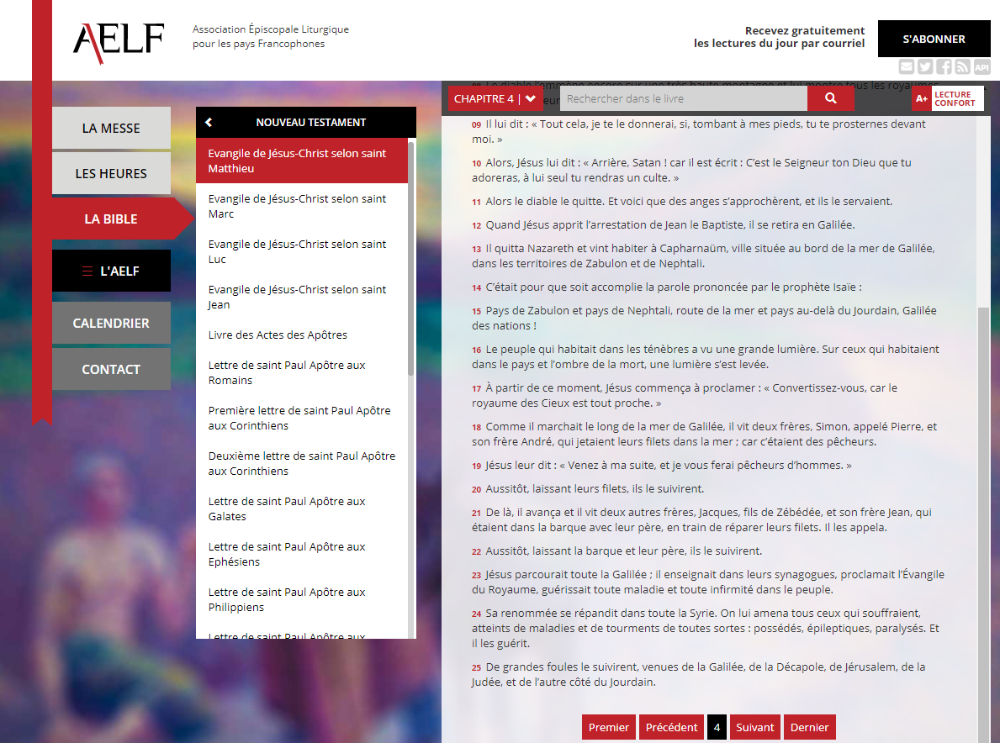 AELF
Association Épiscopale Liturgique
pour les pays Francophones
Recevez gratuitement
les lectures du jour par courriel
S'ABONNER
API
LA MESSE
LES HEURES
LA BIBLE
L'AELF
CALENDRIER
CONTACT
NOUVEAU TESTAMENT
Evangile de Jésus-Christ selon saint
Matthieu
Evangile de Jésus-Christ selon saint
Marc
Evangile de Jésus-Christ selon saint
Luc
Evangile de Jésus-Christ selon saint
Jean
Livre des Actes des Apôtres
Lettre de saint Paul Apôtre aux
Romains
Première lettre de saint Paul Apôtre
aux Corinthiens
Deuxième lettre de saint Paul Apôtre
aux Corinthiens
Lettre de saint Paul Apôtre aux
Galates
Lettre de saint Paul Apôtre aux
Ephésiens
Lettre de saint Paul Apôtre aux
Philippiens
Lettre de saint Paul Apôtre aux
08 Le diable l'emmène encore sur une très haute montagne et lui montre tous les royaumes
CHAPITRE 4 |
Rechercher dans le livre
A+ LECTURE
CONFORT
09 Il lui dit : « Tout cela, je te le donnerai, si, tombant à mes pieds, tu te prosternes devant
moi. »
10 Alors, Jésus lui dit : « Arrière, Satan ! car il est écrit : C’est le Seigneur ton Dieu que tu
adoreras, à lui seul tu rendras un culte. »
11 Alors le diable le quitte. Et voici que des anges s’approchèrent, et ils le servaient.
12 Quand Jésus apprit l’arrestation de Jean le Baptiste, il se retira en Galilée.
13 Il quitta Nazareth et vint habiter à Capharnaüm, ville située au bord de la mer de Galilée,
dans les territoires de Zabulon et de Nephtali.
14 C’était pour que soit accomplie la parole prononcée par le prophète Isaïe :
15 Pays de Zabulon et pays de Nephtali, route de la mer et pays au-delà du Jourdain, Galilée
des nations !
16 Le peuple qui habitait dans les ténèbres a vu une grande lumière. Sur ceux qui habitaient
dans le pays et l’ombre de la mort, une lumière s’est levée.
17 À partir de ce moment, Jésus commença à proclamer : « Convertissez-vous, car le
royaume des Cieux est tout proche. »
18 Comme il marchait le long de la mer de Galilée, il vit deux frères, Simon, appelé Pierre, et
son frère André, qui jetaient leurs filets dans la mer ; car c’étaient des pêcheurs.
19 Jésus leur dit : « Venez à ma suite, et je vous ferai pêcheurs d’hommes. »
20 Aussitôt, laissant leurs filets, ils le suivirent.
21 De là, il avança et il vit deux autres frères, Jacques, fils de Zébédée, et son frère Jean, qui
étaient dans la barque avec leur père, en train de réparer leurs filets. Il les appela.
22 Aussitôt, laissant la barque et leur père, ils le suivirent.
23 Jésus parcourait toute la Galilée ; il enseignait dans leurs synagogues, proclamait l’Évangile
du Royaume, guérissait toute maladie et toute infirmité dans le peuple.
24 Sa renommée se répandit dans toute la Syrie. On lui amena tous ceux qui souffraient,
atteints de maladies et de tourments de toutes sortes : possédés, épileptiques, paralysés. Et
il les guérit.
25 De grandes foules le suivirent, venues de la Galilée, de la Décapole, de Jérusalem, de la
Judée, et de l’autre côté du Jourdain.
Premier Précédent 4 Suivant Dernier